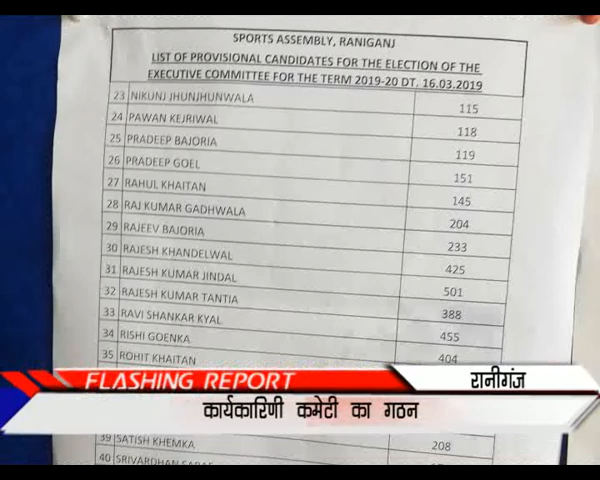 SPORTS ASSEMBLY, RANIGANJ
LIST OF PROVISIONAL CANDIDATES FOR THE ELECTION OF THE
EXECUTIVE COMMITTEE FOR THE TERM 2019-20 DT. 16.03.2019
23 NIKUNJ JHUNJHUNWALA 115
24 PAWAN KEJRIWAL 118
25 PRADEEP BAJORIA 119
26 PRADEEP GOEL 151
27 RAHUL KHAITAN 145
28 RAJ KUMAR GADHWALA 204
29 RAJEEV BAJORIA 233
30 RAJESH KHANDELWAL 425
31 RAJESH KUMAR JINDAL 501
32 RAJESH KUMAR TANTIA 388
33 RAVI SHANKAR KYAL 455
34 RISHI GOENKA 404
35 ROHIT KHAITAN
FLASHING REPORT रानीगंज
कार्यकारिणी कमेटी का गठन
39 SATISH KHEMKA 208
40 SRIVARDHAN